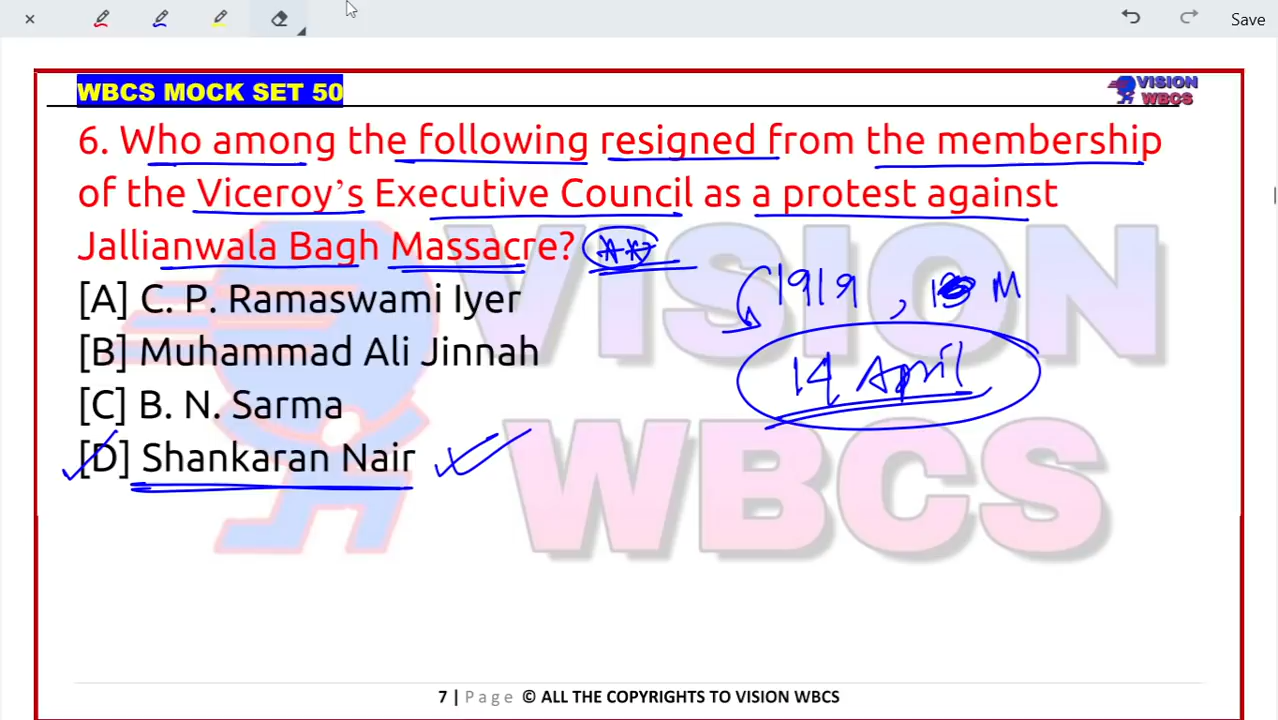 Save
WBCS MOCK SET 50
VISION
WBCS
6. Who among the following resigned from the membership
of the Viceroy's Executive Council as a protest against
Jallianwala Bagh Massacre?
[A] C. P. Ramaswami Iyer
1919, M
[B] Muhammad Ali Jinnah
14 April
[C] B. N. Sarma
[D] Shankaran Nair
VISION
WBCS
7 | Page © ALL THE COPYRIGHTS TO VISION WBCS